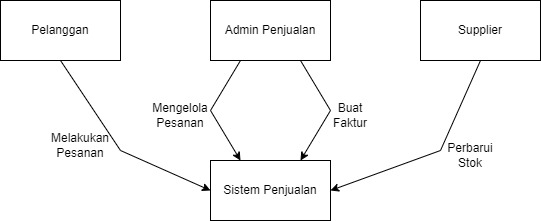 Pelanggan
Admin Penjualan
Supplier
Mengelola
Pesanan
Buat
Faktur
Melakukan
Pesanan
Perbarui
Stok
Sistem Penjualan